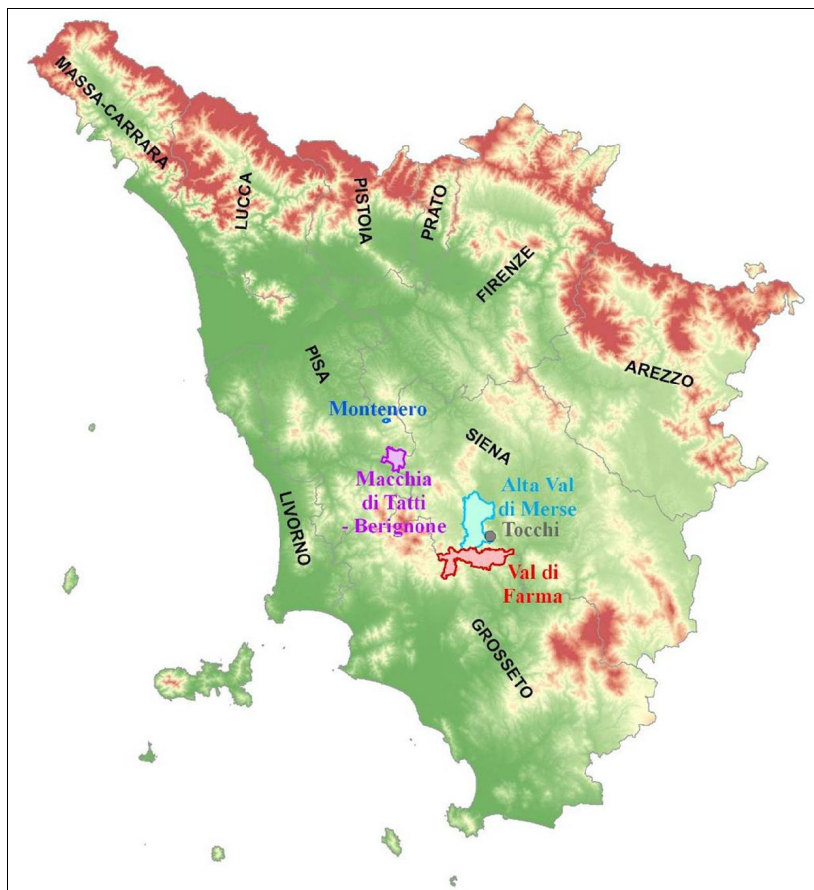 MASSA-CARRARA
LUCCA
PISTOIA
PRATO
FIRENZE
AREZZO
PISA
Montenero
SIENA
Macchia
di Tatti
- Berignone
Alta Val
di Merse
Tocchi
LIVORNO
Val di
Farma
GROSSETO